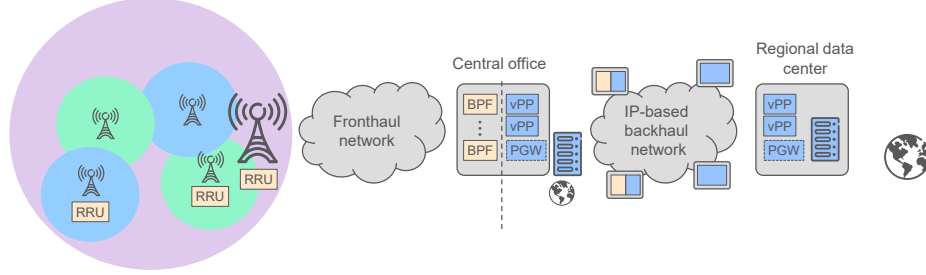 RRU
RRU
RRU
Fronthaul
network
Central office
BPF
vPP
vPP
BPF
PGW
IP-based
backhaul
network
Regional data
center
vPP
vPP
PGW